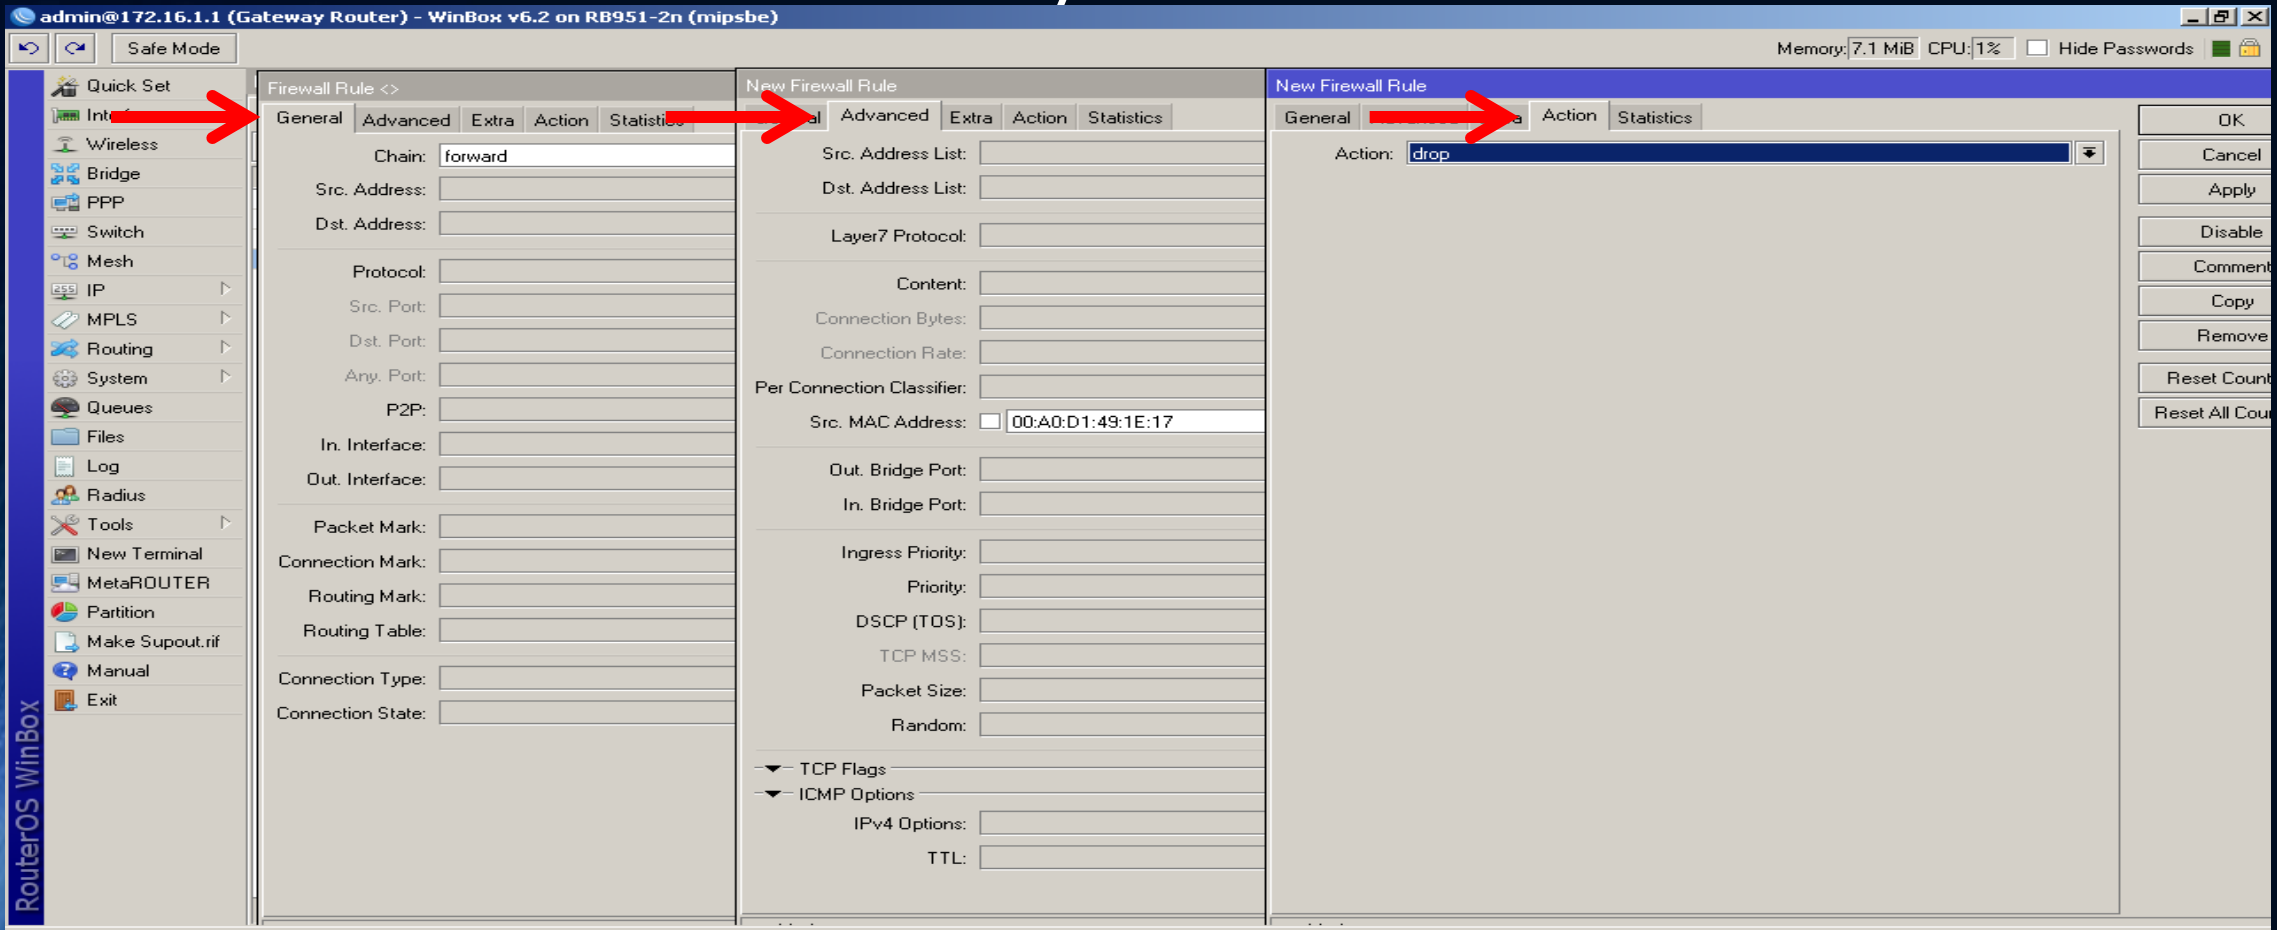 admin@172.16.1.1 (Gateway Router) - WinBox v6.2 on RB951-2n (mipsbe)
Safe Mode
Memory: 7.1 MiB CPU: 1% Hide Passwords
Quick Set
Wireless
Bridge
PPP
Switch
Mesh
IP
MPLS
Routing
System
Queues
Files
Log
Radius
Tools
New Terminal
MetaROUTER
Partition
Make Supout.rif
Manual
Exit
RouterOS WinBox
Firewall Rule <>
General Advanced Extra Action Statistics
Chain: forward
Src. Address:
Dst. Address:
Protocol:
Src. Port:
Dst. Port:
Any. Port:
P2P:
In. Interface:
Out. Interface:
Packet Mark:
Connection Mark:
Routing Mark:
Routing Table:
Connection Type:
Connection State:
New Firewall Rule
Advanced Extra Action Statistics
Src. Address List:
Dst. Address List:
Layer7 Protocol:
Content:
Connection Bytes:
Connection Rate:
Per Connection Classifier:
Src. MAC Address: 00:A0:D1:49:1E:17
Out. Bridge Port:
In. Bridge Port:
Ingress Priority:
Priority:
DSCP (TOS):
TCP MSS:
Packet Size:
Random:
TCP Flags
ICMP Options
IPv4 Options:
TTL:
New Firewall Rule
General Action Statistics
Action: drop
OK
Cancel
Apply
Disable
Comment
Copy
Remove
Reset Count
Reset All Cou